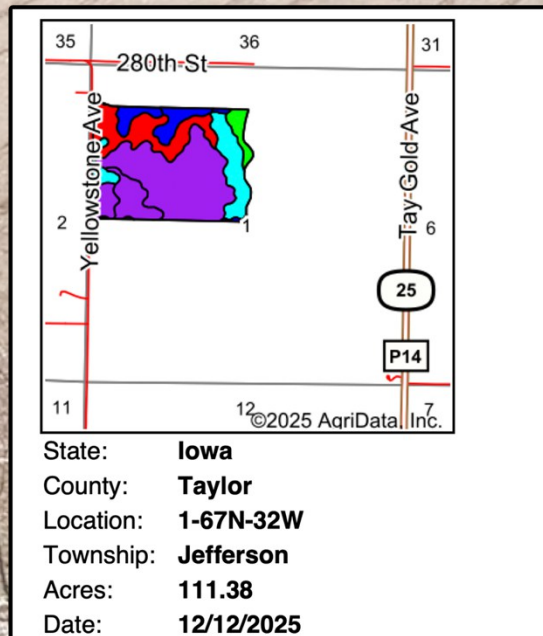 35
36
31
280th St
Yellowstone Ave
Tay-Gold-Ave
2
1
6
25
P14
11
12
7
©2025 AgriData, Inc.
State: Iowa
County: Taylor
Location: 1-67N-32W
Township: Jefferson
Acres: 111.38
Date: 12/12/2025